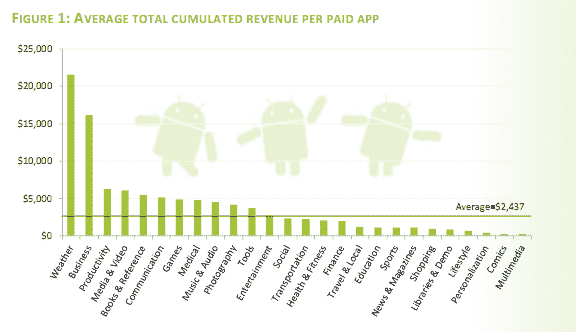 FIGURE 1: AVERAGE TOTAL CUMULATED REVENUE PER PAID APP
$25,000
$20,000
$15,000
$10,000
$5,000
$0
Average=$2,437
Weather
Business
Productivity
Media & Video
Books & Reference
Communication
Games
Medical
Music & Audio
Photography
Tools
Entertainment
Social
Transportation
Health & Fitness
Finance
Travel & Local
Education
Sports
News & Magazines
Shopping
Libraries & Demo
Lifestyle
Personalization
Comics
Multimedia